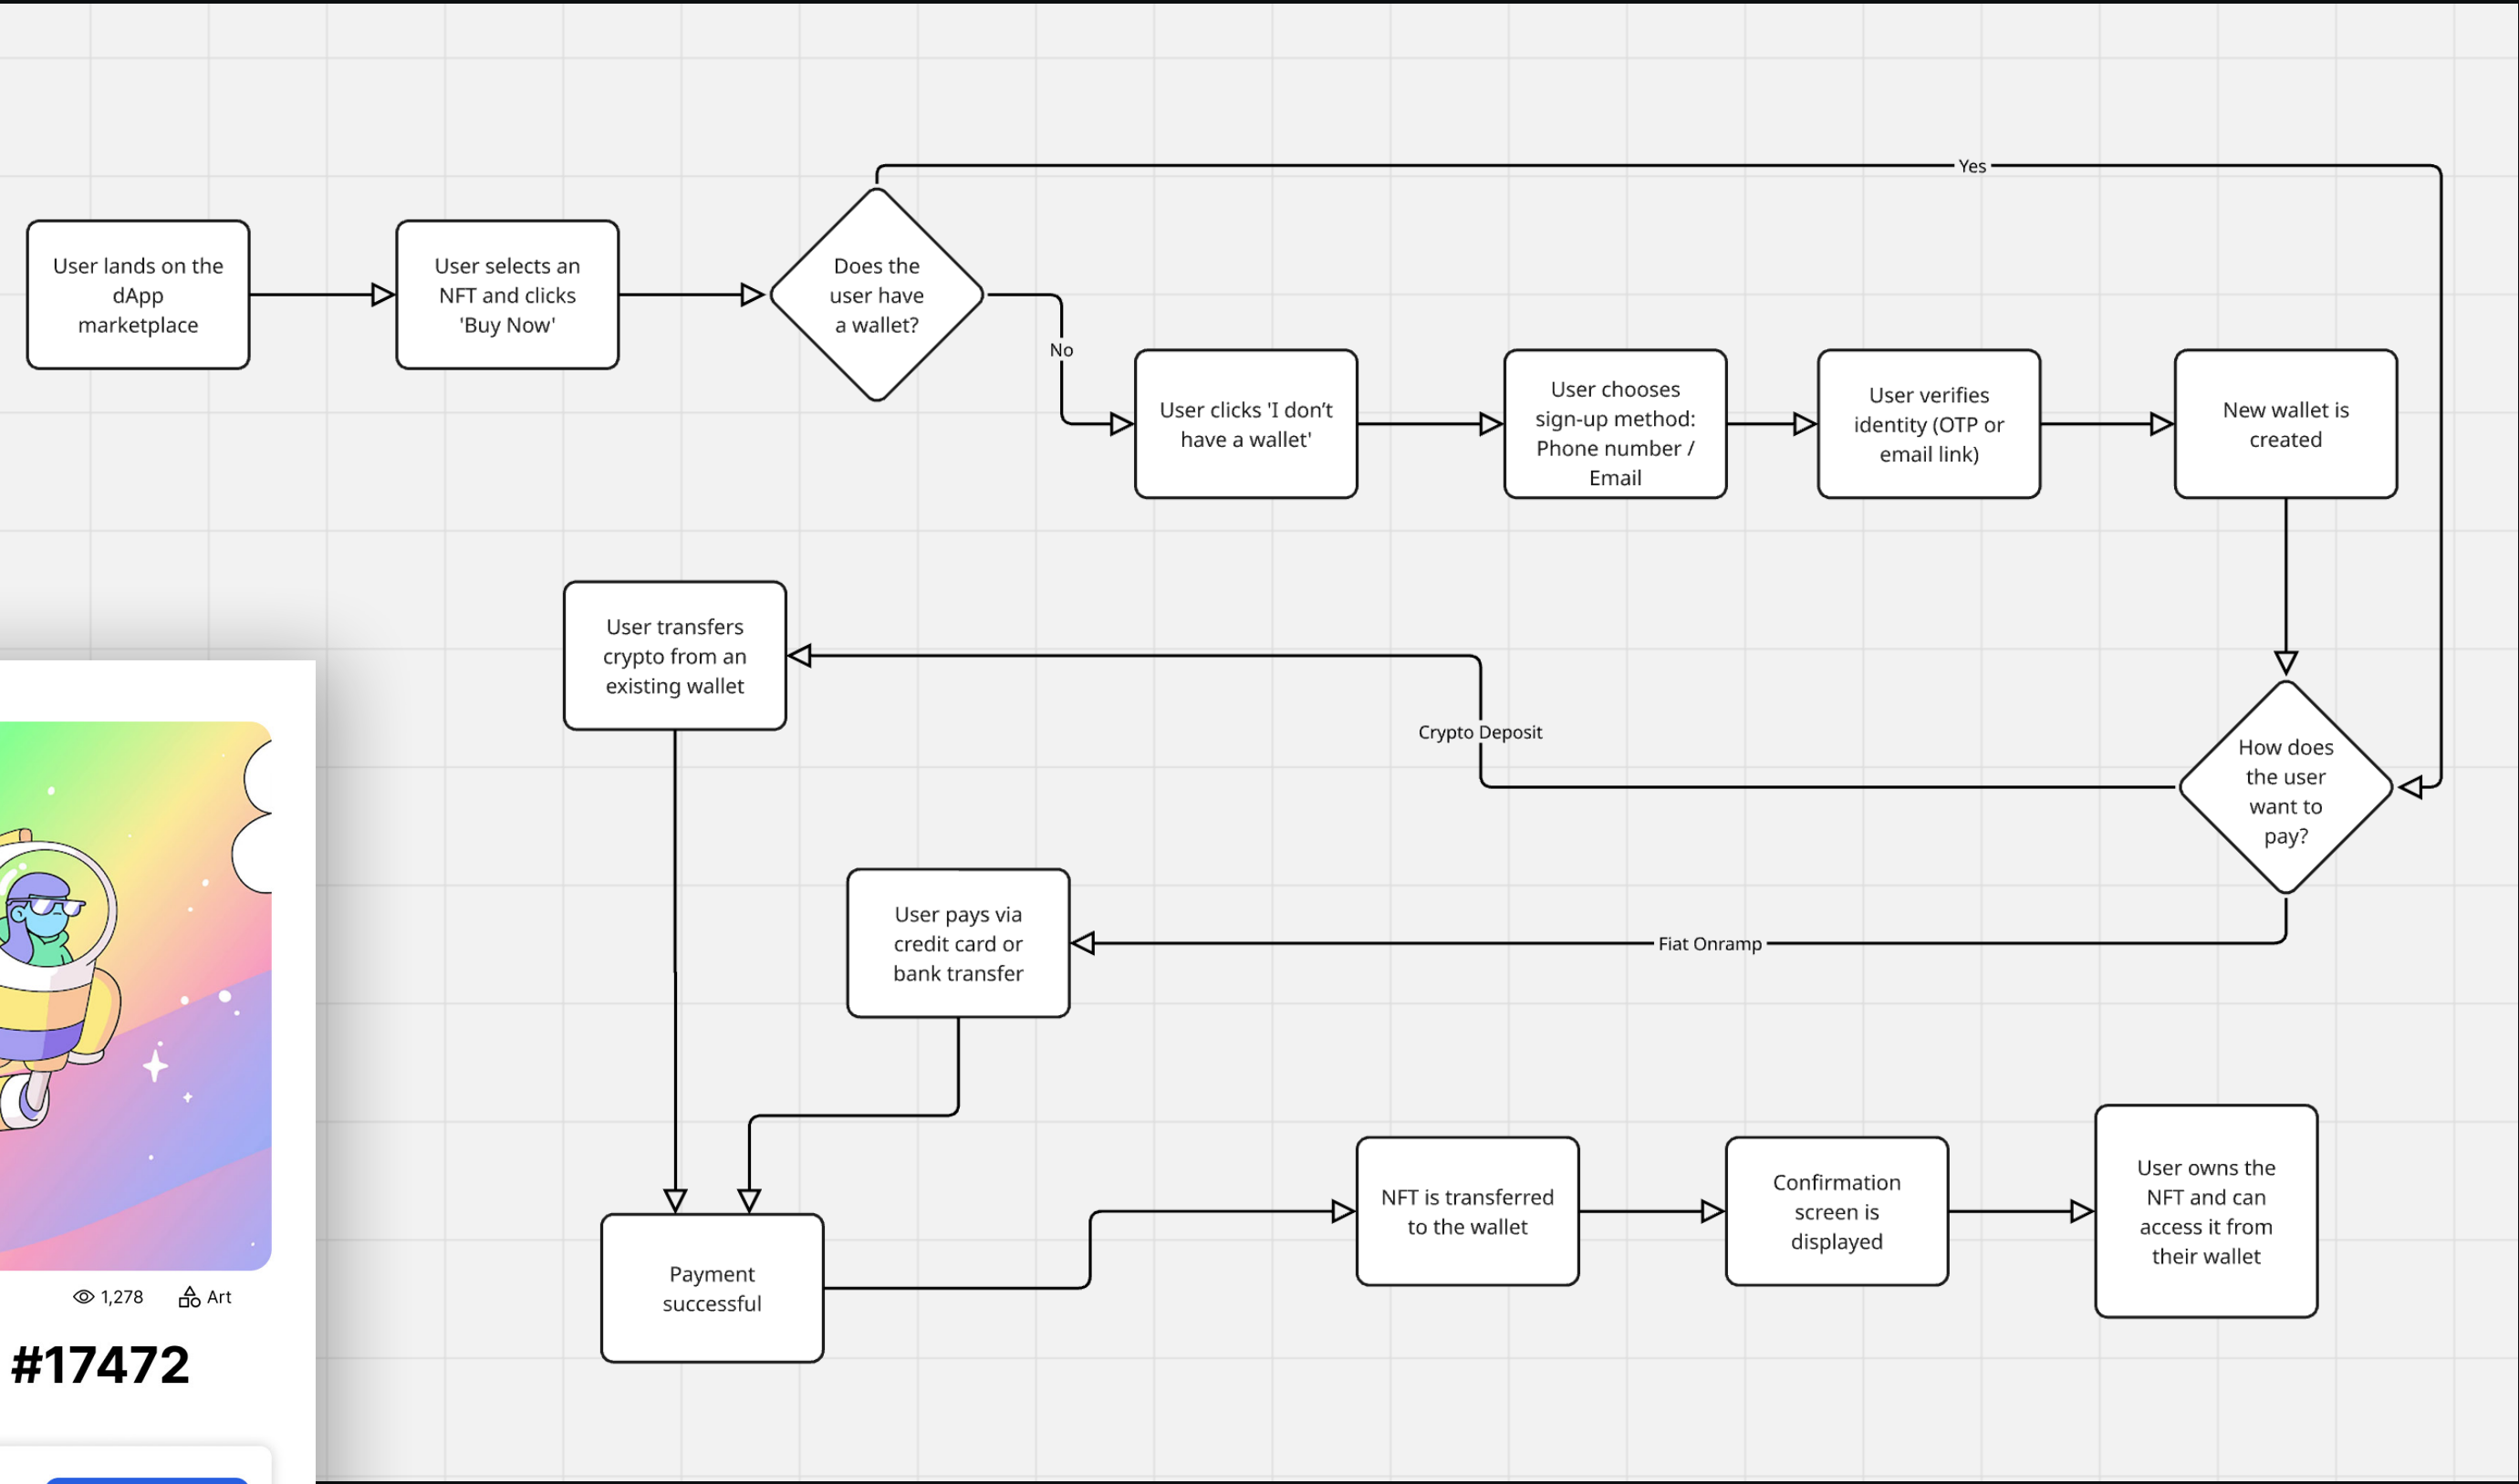 Yes
User lands on the
dApp
marketplace
User selects an
NFT and clicks
'Buy Now'
Does the
user have
a wallet?
No
User clicks 'I don’t
have a wallet'
User chooses
sign-up method:
Phone number /
Email
User verifies
identity (OTP or
email link)
New wallet is
created
User transfers
crypto from an
existing wallet
Crypto Deposit
How does
the user
want to
pay?
User pays via
credit card or
bank transfer
Fiat Onramp
Payment
successful
NFT is transferred
to the wallet
Confirmation
screen is
displayed
User owns the
NFT and can
access it from
their wallet
1,278 Art
#17472